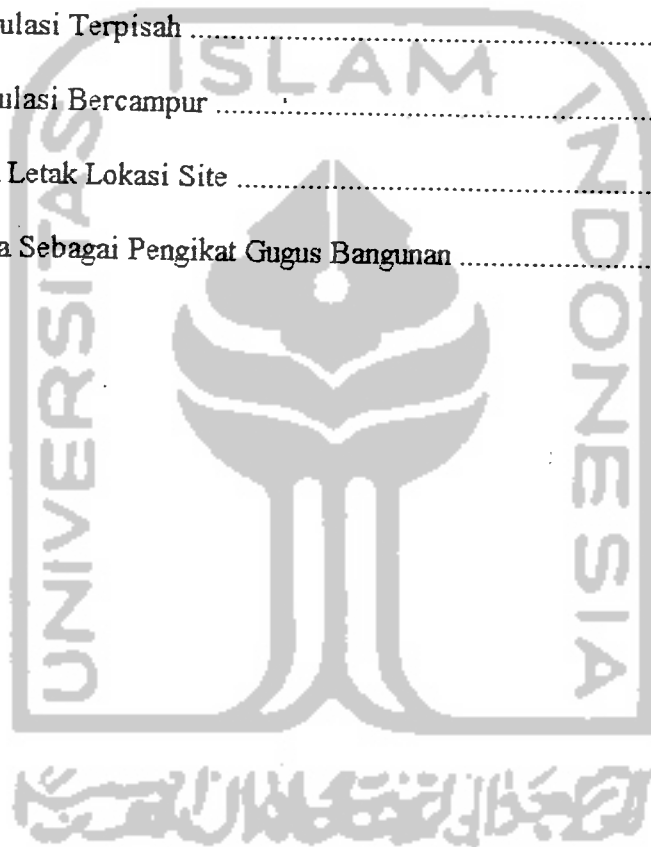 ulasi Terpisah ........................................................................
ulasi Bercampur ....................................................................
Letak Lokasi Site .................................................................
a Sebagai Pengikat Gugus Bangunan ..............................
ISLAM
UNIVERSITAS
INDONESIA